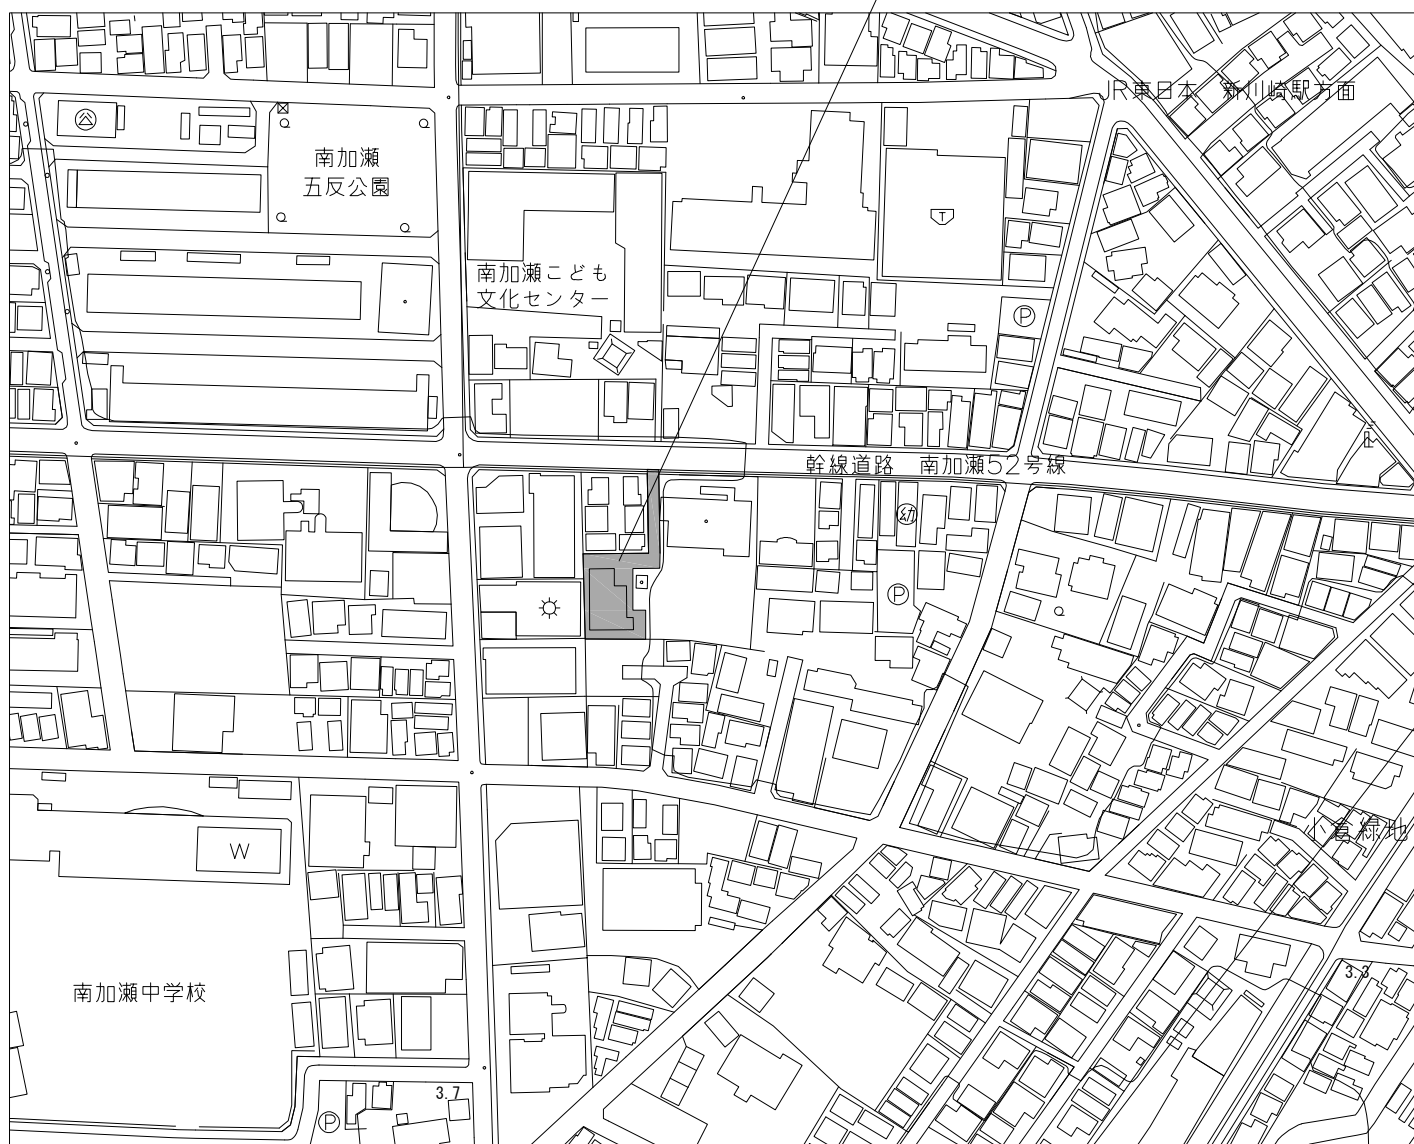 JR東日本 新川崎駅方面
南加瀬
五反公園
T
南加瀬こども
文化センター
P
幹線道路 南加瀬52号線
幼
P
小倉緑地
W
3.3
南加瀬中学校
3.7
P